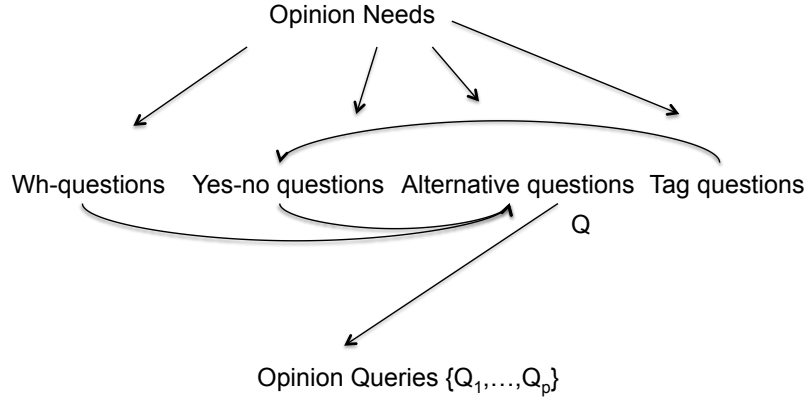 Opinion Needs
Wh-questions Yes-no questions Alternative questions Tag questions
Q
Opinion Queries {Q1,…,Qp}